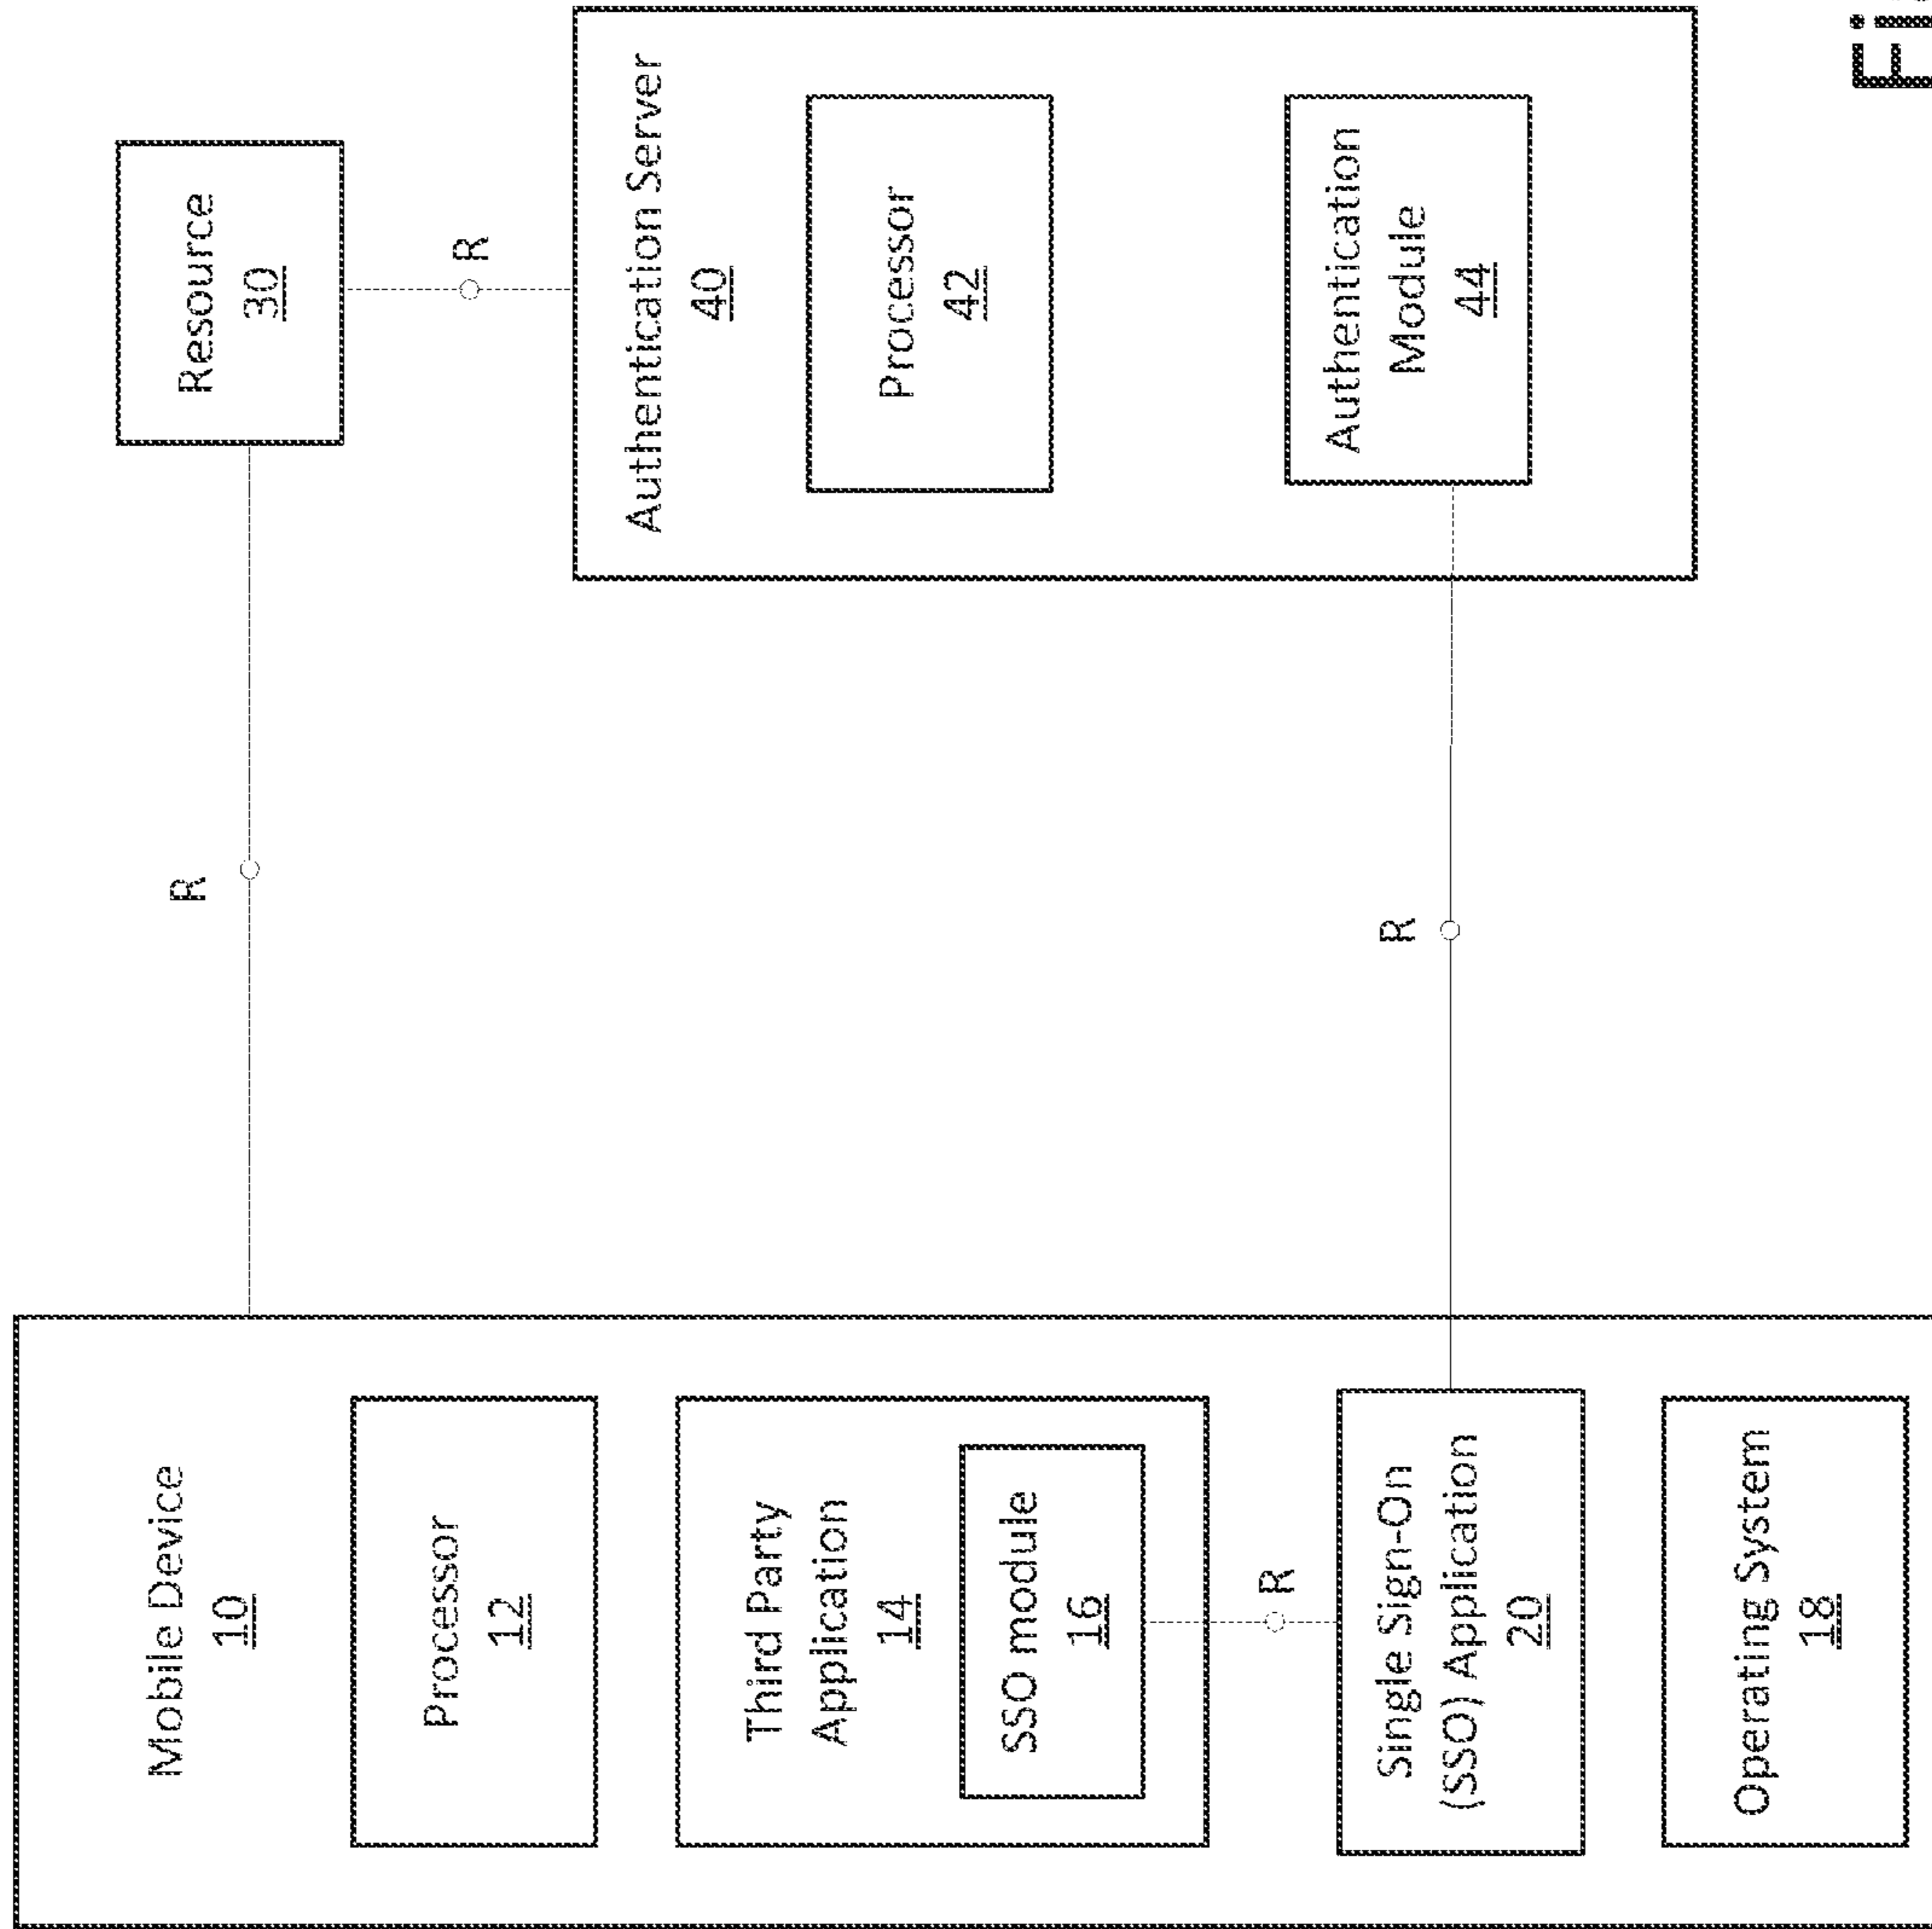 Mobile Device
10
Processor
12
Third Party
Application
14
SSO module
16
R
Single Sign-On
(SSO) Application
20
Operating System
18
R
R
Resource
30
R
Authentication Server
40
Processor
42
Authentication
Module
44